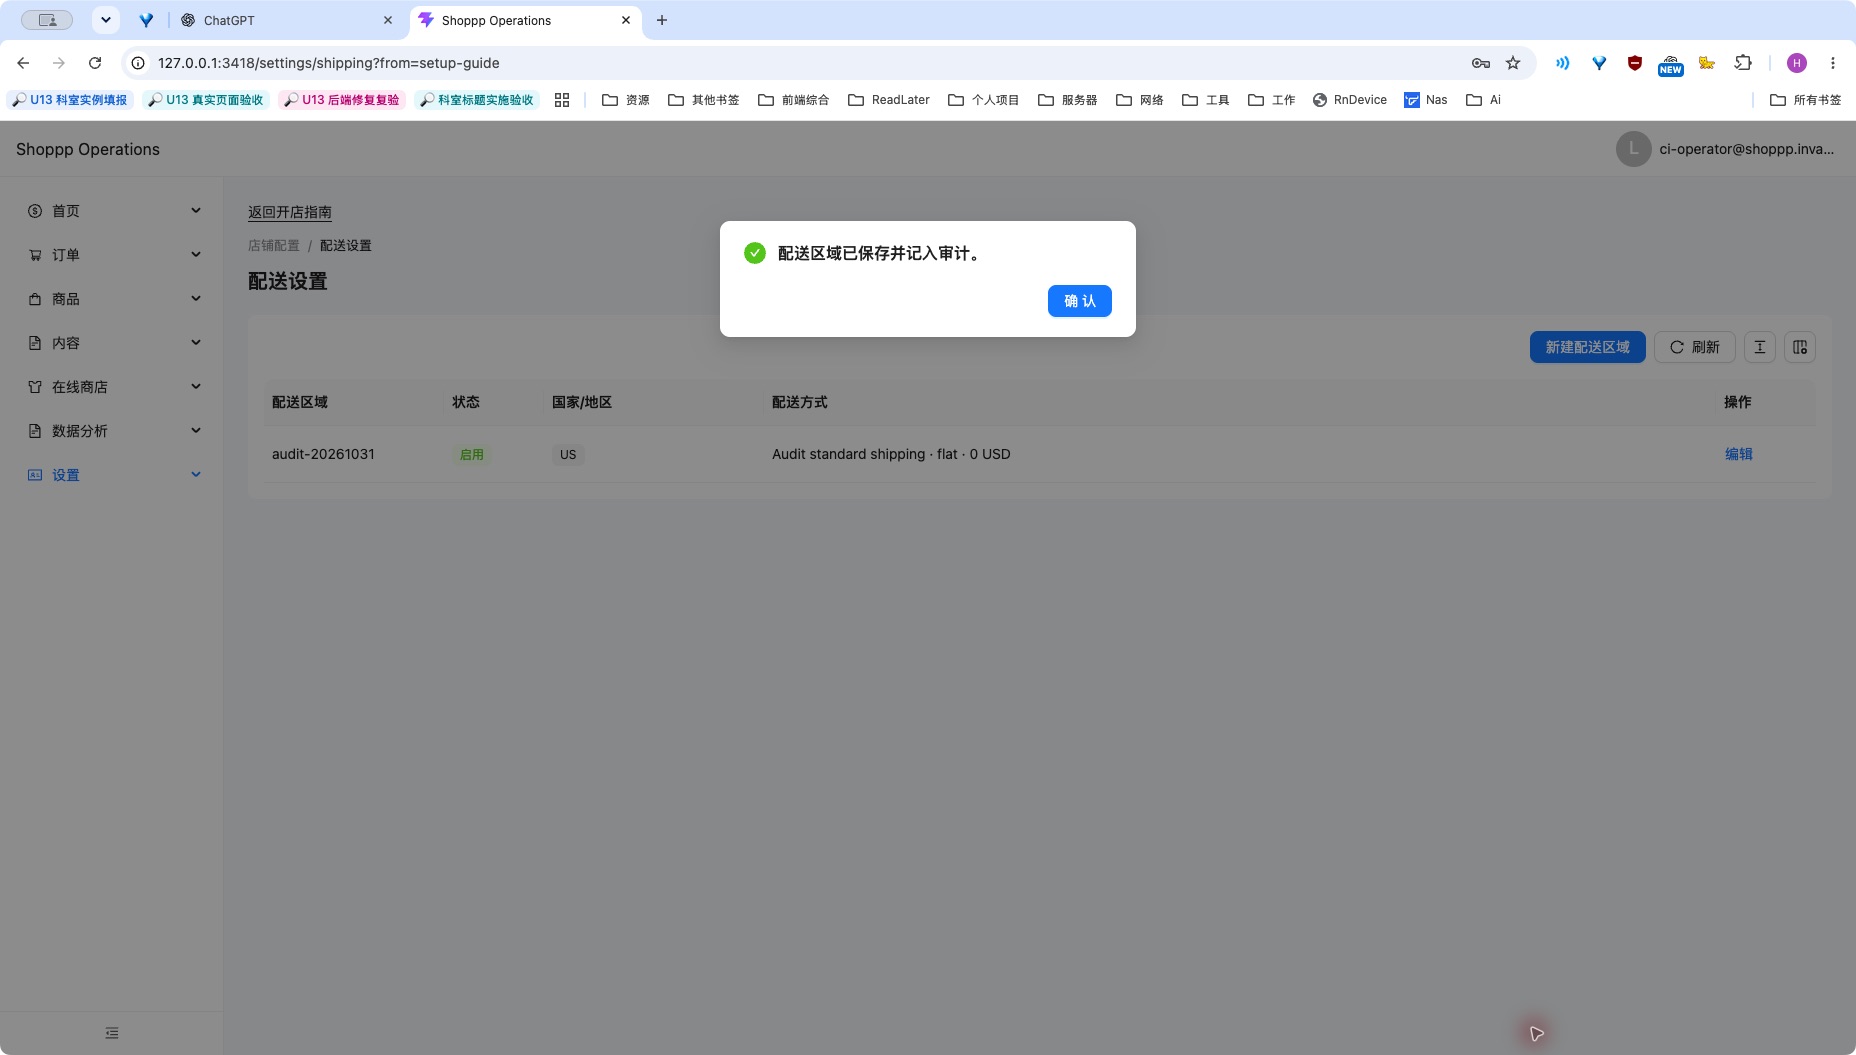 ChatGPT
Shoppp Operations
127.0.0.1:3418/settings/shipping?from=setup-guide
NEW
H
U13 科室实例填报
U13 真实页面验收
U13 后端修复复验
科室标题实施验收
资源
其他书签
前端综合
ReadLater
个人项目
服务器
网络
工具
工作
RnDevice
Nas
Ai
所有书签
Shoppp Operations
L
ci-operator@shoppp.inva...
首页
订单
商品
内容
在线商店
数据分析
设置
返回开店指南
店铺配置 / 配送设置
配送设置
配送区域已保存并记入审计。
确 认
新建配送区域
刷新
配送区域 状态 国家/地区 配送方式 操作
audit-20261031 启用 US Audit standard shipping · flat · 0 USD 编辑